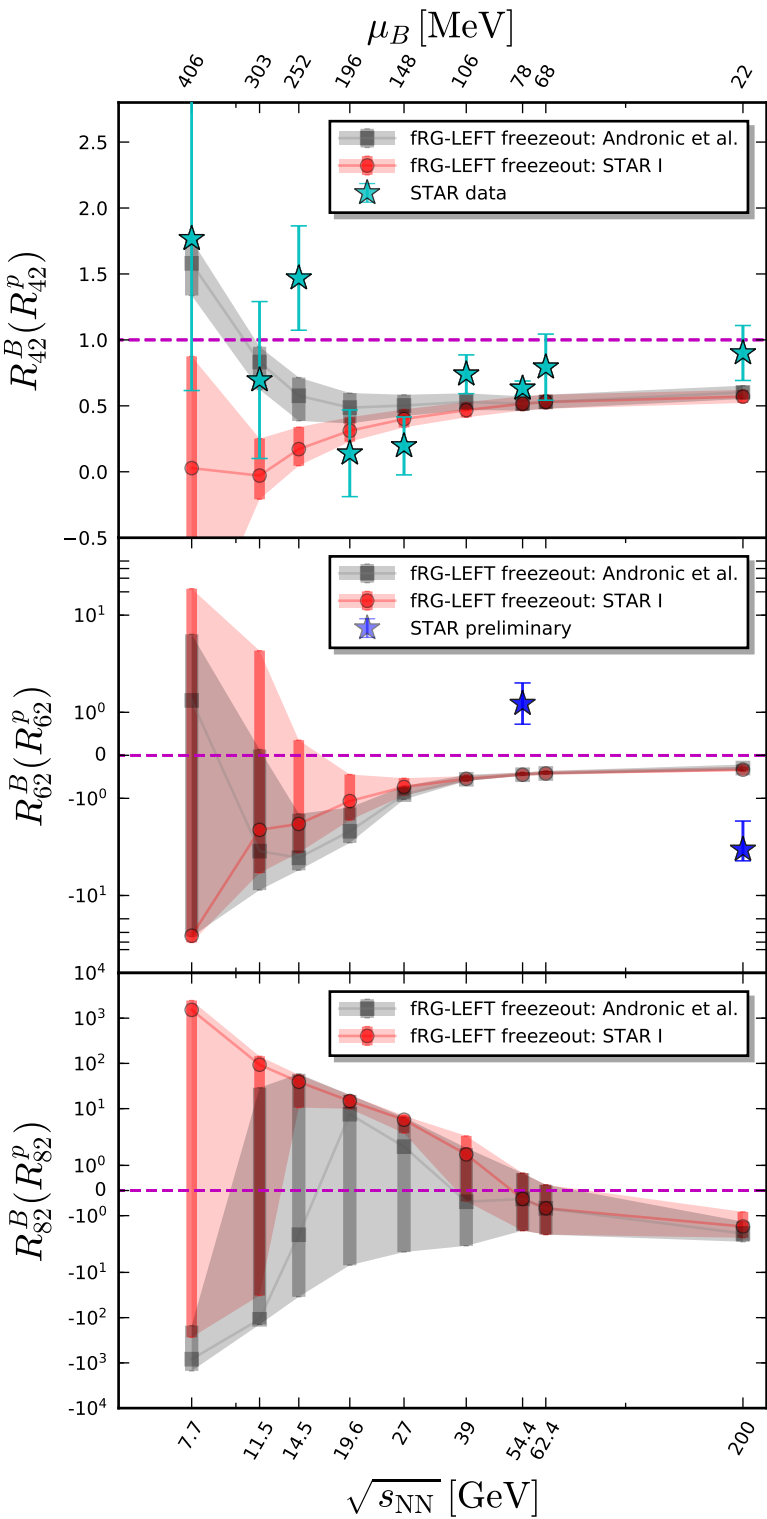 μ_B [MeV]
406 303 252 196 148 106 78 68 22
R^B_42 (R^p_42)
2.5
2.0
1.5
1.0
0.5
0.0
−0.5
fRG-LEFT freezeout: Andronic et al.
fRG-LEFT freezeout: STAR I
STAR data
R^B_62 (R^p_62)
10^1
10^0
0
-10^0
-10^1
fRG-LEFT freezeout: Andronic et al.
fRG-LEFT freezeout: STAR I
STAR preliminary
R^B_82 (R^p_82)
10^4
10^3
10^2
10^1
10^0
0
-10^0
-10^1
-10^2
-10^3
-10^4
fRG-LEFT freezeout: Andronic et al.
fRG-LEFT freezeout: STAR I
7.7 11.5 14.5 19.6 27 39 54.4 62.4 200
√s_NN [GeV]